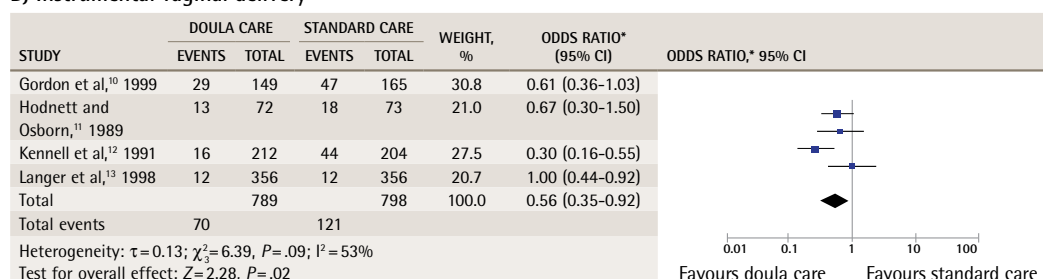 B) Instrumental vaginal delivery
DOULA CARE STANDARD CARE WEIGHT, ODDS RATIO*
STUDY EVENTS TOTAL EVENTS TOTAL % (95% CI) ODDS RATIO,* 95% CI
Gordon et al,¹⁰ 1999 29 149 47 165 30.8 0.61 (0.36–1.03)
Hodnett and 13 72 18 73 21.0 0.67 (0.30–1.50)
Osborn,¹¹ 1989
Kennell et al,¹² 1991 16 212 44 204 27.5 0.30 (0.16–0.55)
Langer et al,¹³ 1998 12 356 12 356 20.7 1.00 (0.44–0.92)
Total 789 798 100.0 0.56 (0.35–0.92)
Total events 70 121
Heterogeneity: τ=0.13; χ²₃=6.39, P=.09; I²=53%
Test for overall effect: Z=2.28, P=.02
0.01 0.1 1 10 100
Favours doula care Favours standard care